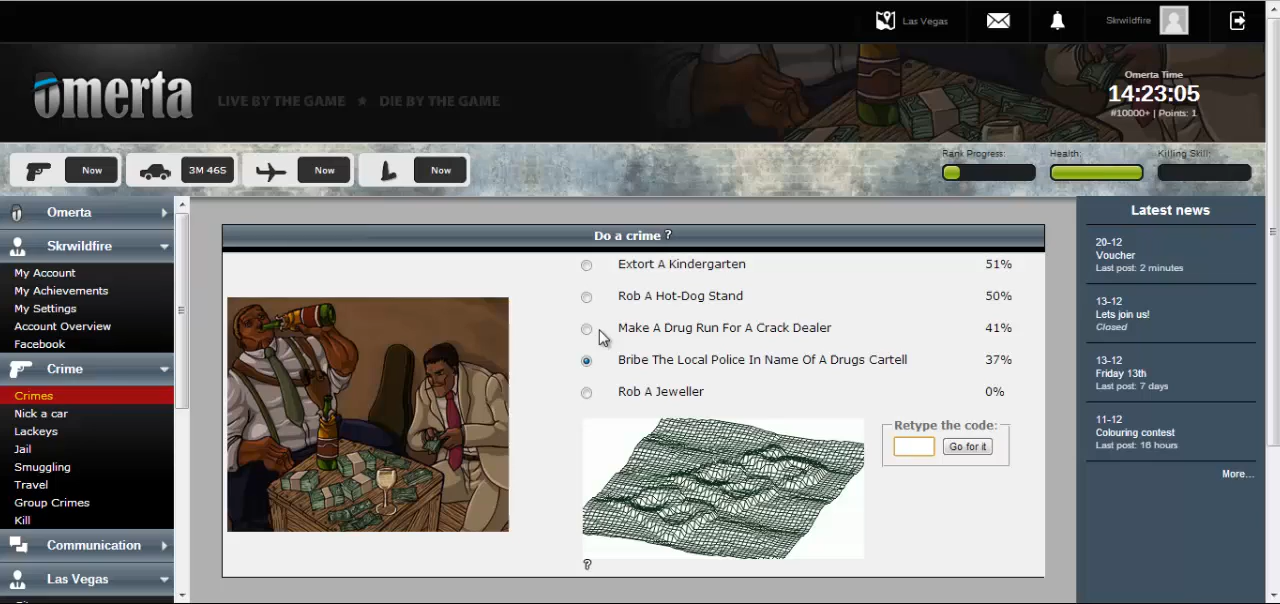 Las Vegas
Skrwildfire
Omerta
LIVE BY THE GAME ★ DIE BY THE GAME
Omerta Time
14:23:05
#10000+ | Points: 1
Now
3M 46S
Now
Now
Rank Progress:
Health:
Killing Skill:
Omerta
Skrwildfire
My Account
My Achievements
My Settings
Account Overview
Facebook
Crime
Crimes
Nick a car
Lackeys
Jail
Smuggling
Travel
Group Crimes
Kill
Communication
Las Vegas
Do a crime ?
Extort A Kindergarten 51%
Rob A Hot-Dog Stand 50%
Make A Drug Run For A Crack Dealer 41%
Bribe The Local Police In Name Of A Drugs Cartell 37%
Rob A Jeweller 0%
Retype the code:
Go for it
?
Latest news
20-12
Voucher
Last post: 2 minutes
13-12
Lets join us!
Closed
13-12
Friday 13th
Last post: 7 days
11-12
Colouring contest
Last post: 16 hours
More...